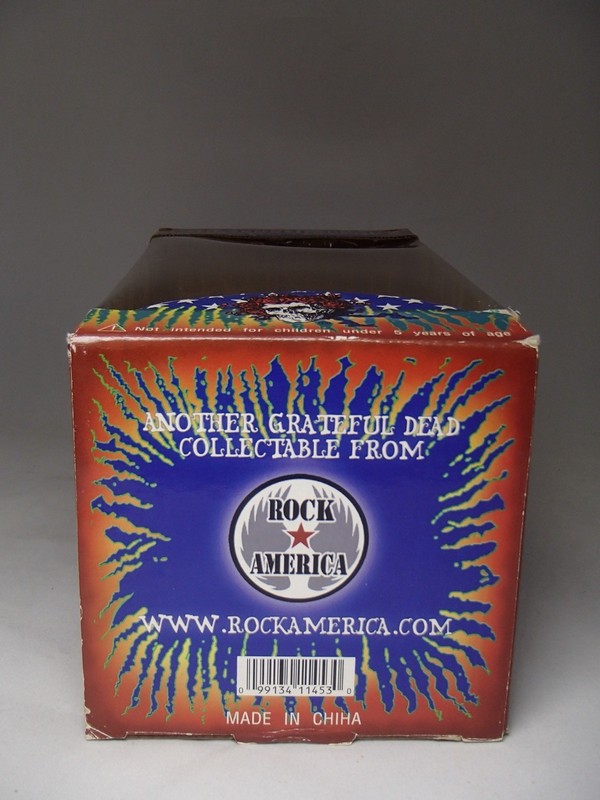 ⚠ Not intended for children under 5 years of age
ANOTHER GRATEFUL DEAD
COLLECTABLE FROM
ROCK
AMERICA
WWW.ROCKAMERICA.COM
0 99134 11453 0
MADE IN CHIHA